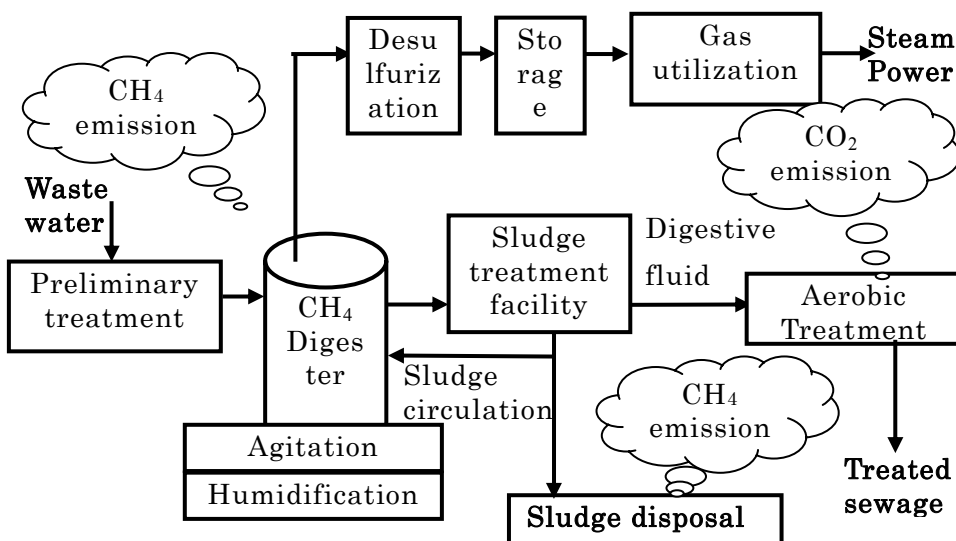 Desu
lfuriz
ation
Sto
rag
e
Gas
utilization
Steam
Power
CH4
emission
CO2
emission
Waste
water
Preliminary
treatment
CH4
Diges
ter
Sludge
treatment
facility
Digestive
fluid
Aerobic
Treatment
Sludge
circulation
CH4
emission
Agitation
Humidification
Sludge disposal
Treated
sewage